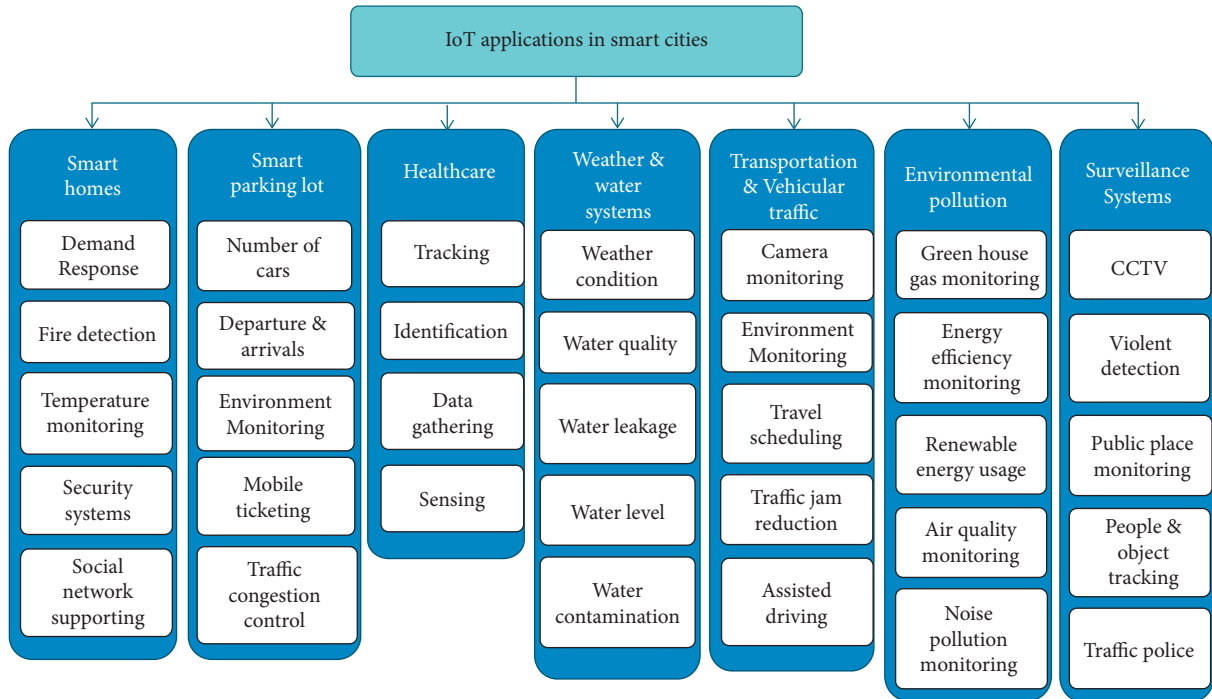 IoT applications in smart cities
Smart
homes
Demand
Response
Fire detection
Temperature
monitoring
Security
systems
Social
network
supporting
Smart
parking lot
Number of
cars
Departure &
arrivals
Environment
Monitoring
Mobile
ticketing
Traffic
congestion
control
Healthcare
Tracking
Identification
Data
gathering
Sensing
Weather &
water
systems
Weather
condition
Water quality
Water leakage
Water level
Water
contamination
Transportation
& Vehicular
traffic
Camera
monitoring
Environment
Monitoring
Travel
scheduling
Traffic jam
reduction
Assisted
driving
Environmental
pollution
Green house
gas monitoring
Energy
efficiency
monitoring
Renewable
energy usage
Air quality
monitoring
Noise
pollution
monitoring
Surveillance
Systems
CCTV
Violent
detection
Public place
monitoring
People &
object
tracking
Traffic police